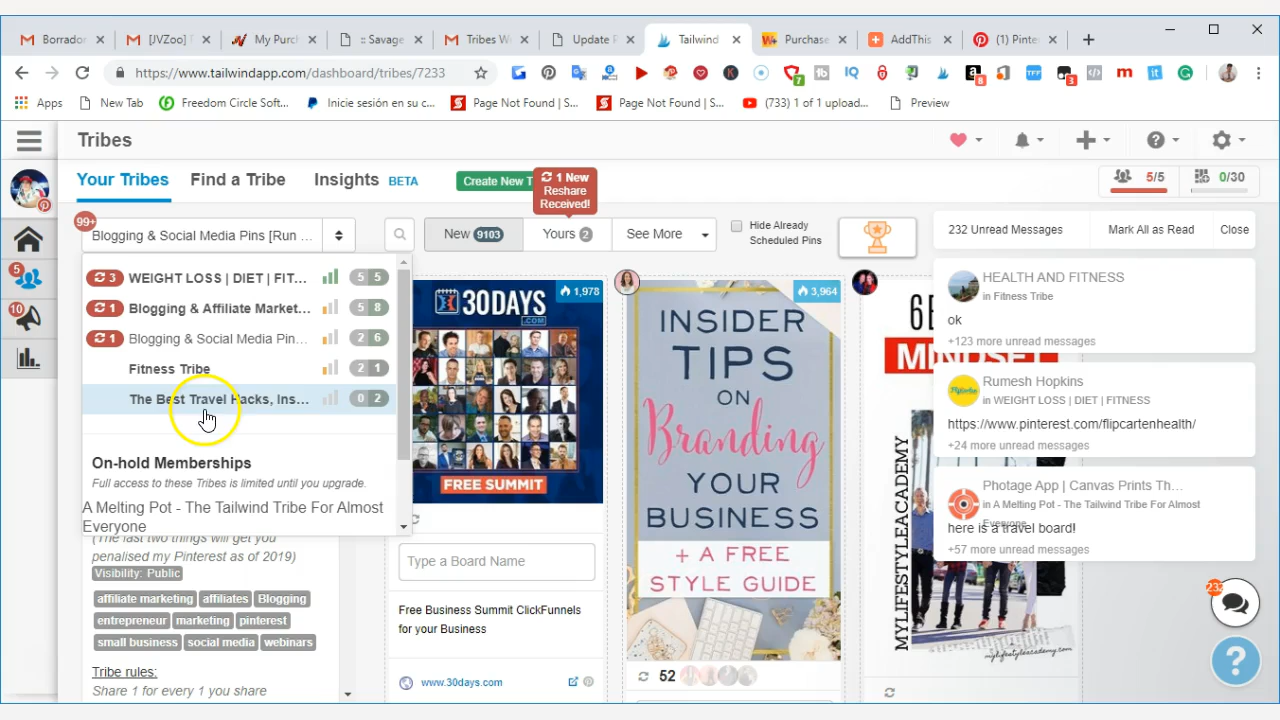 Borrador
[JVZoo] F
My Purch
:: Savage
Tribes W
Update P
Tailwind
Purchase
AddThis
(1) Pinte
https://www.tailwindapp.com/dashboard/tribes/7233
Apps
New Tab
Freedom Circle Soft...
Inicie sesión en su c...
Page Not Found | S...
Page Not Found | S...
(733) 1 of 1 upload...
Preview
Tribes
Your Tribes
Find a Tribe
Insights BETA
Create New T
1 New
Reshare
Received!
5/5
0/30
99+
Blogging & Social Media Pins [Run ...
New 9103
Yours 2
See More
Hide Already
Scheduled Pins
232 Unread Messages
Mark All as Read
Close
3 WEIGHT LOSS | DIET | FIT... 5 5
1 Blogging & Affiliate Market... 5 8
1 Blogging & Social Media Pin... 2 6
Fitness Tribe 2 1
The Best Travel Hacks, Ins... 0 2
On-hold Memberships
Full access to these Tribes is limited until you upgrade.
A Melting Pot - The Tailwind Tribe For Almost
Everyone
(The last two things will get you
penalised my Pinterest as of 2019)
Visibility: Public
affiliate marketing affiliates Blogging
entrepreneur marketing pinterest
small business social media webinars
Tribe rules:
Share 1 for every 1 you share
1,978
30DAYS
.COM
FREE SUMMIT
Type a Board Name
Free Business Summit ClickFunnels
for your Business
www.30days.com
3,964
INSIDER
TIPS
ON
Branding
YOUR
BUSINESS
+ A FREE
STYLE GUIDE
52
MINDSET
MYLIFESTYLEACADEMY
mylifestyleacademy.com
HEALTH AND FITNESS
in Fitness Tribe
ok
+123 more unread messages
Rumesh Hopkins
in WEIGHT LOSS | DIET | FITNESS
https://www.pinterest.com/flipcartenhealth/
+24 more unread messages
Photage App | Canvas Prints Th...
in A Melting Pot - The Tailwind Tribe For Almost
Everyone
here is a travel board!
+57 more unread messages
5
10